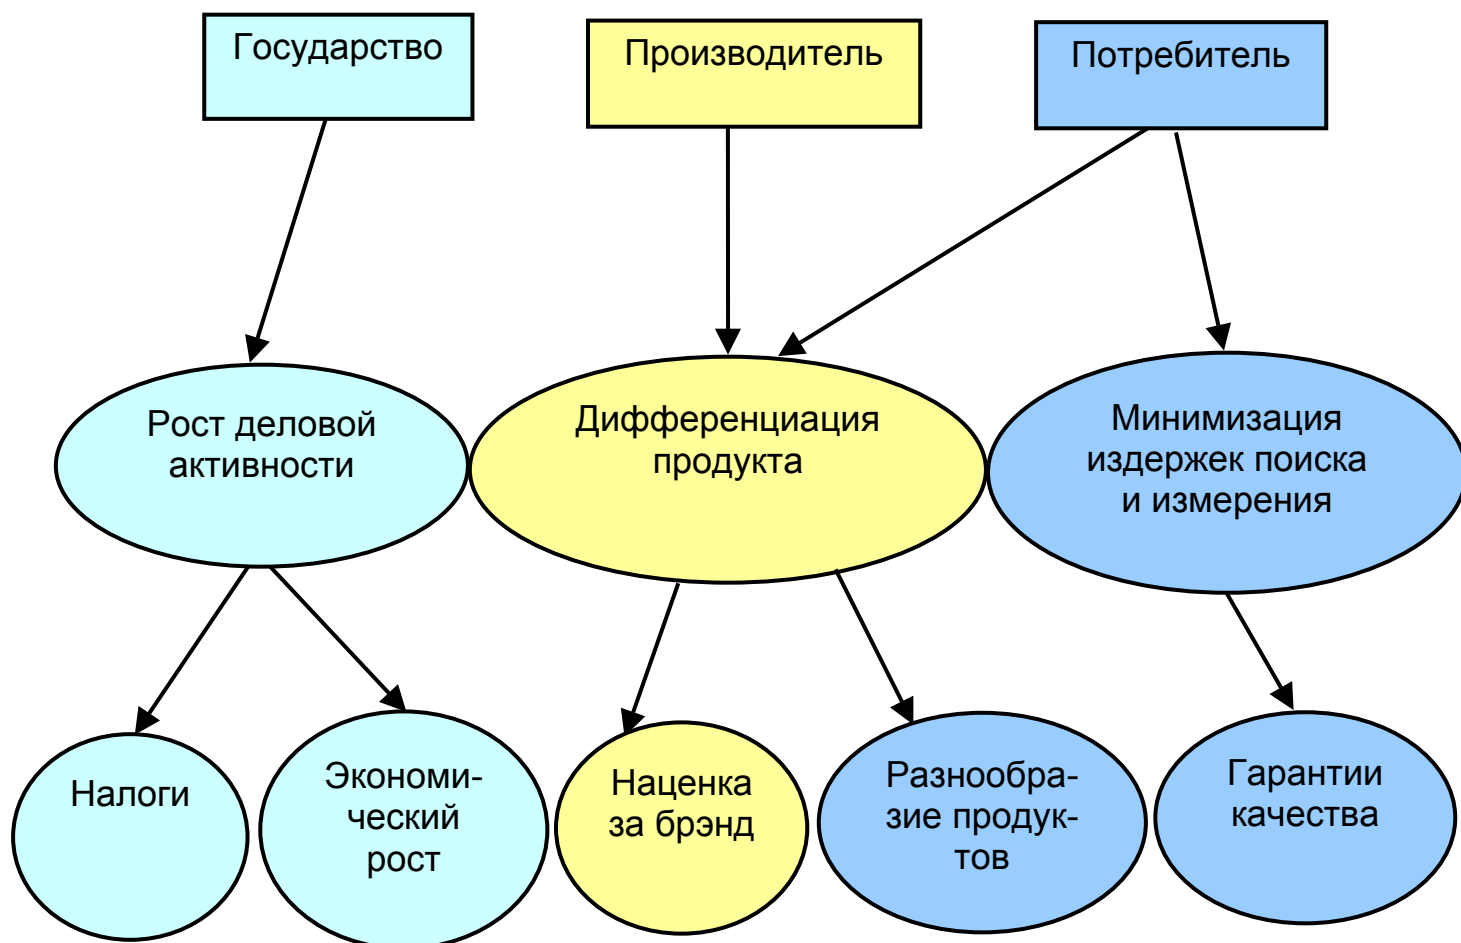 Государство
Производитель
Потребитель
Рост деловой
активности
Дифференциация
продукта
Минимизация
издержек поиска
и измерения
Налоги
Экономи-
ческий
рост
Наценка
за брэнд
Разнообра-
зие продук-
тов
Гарантии
качества